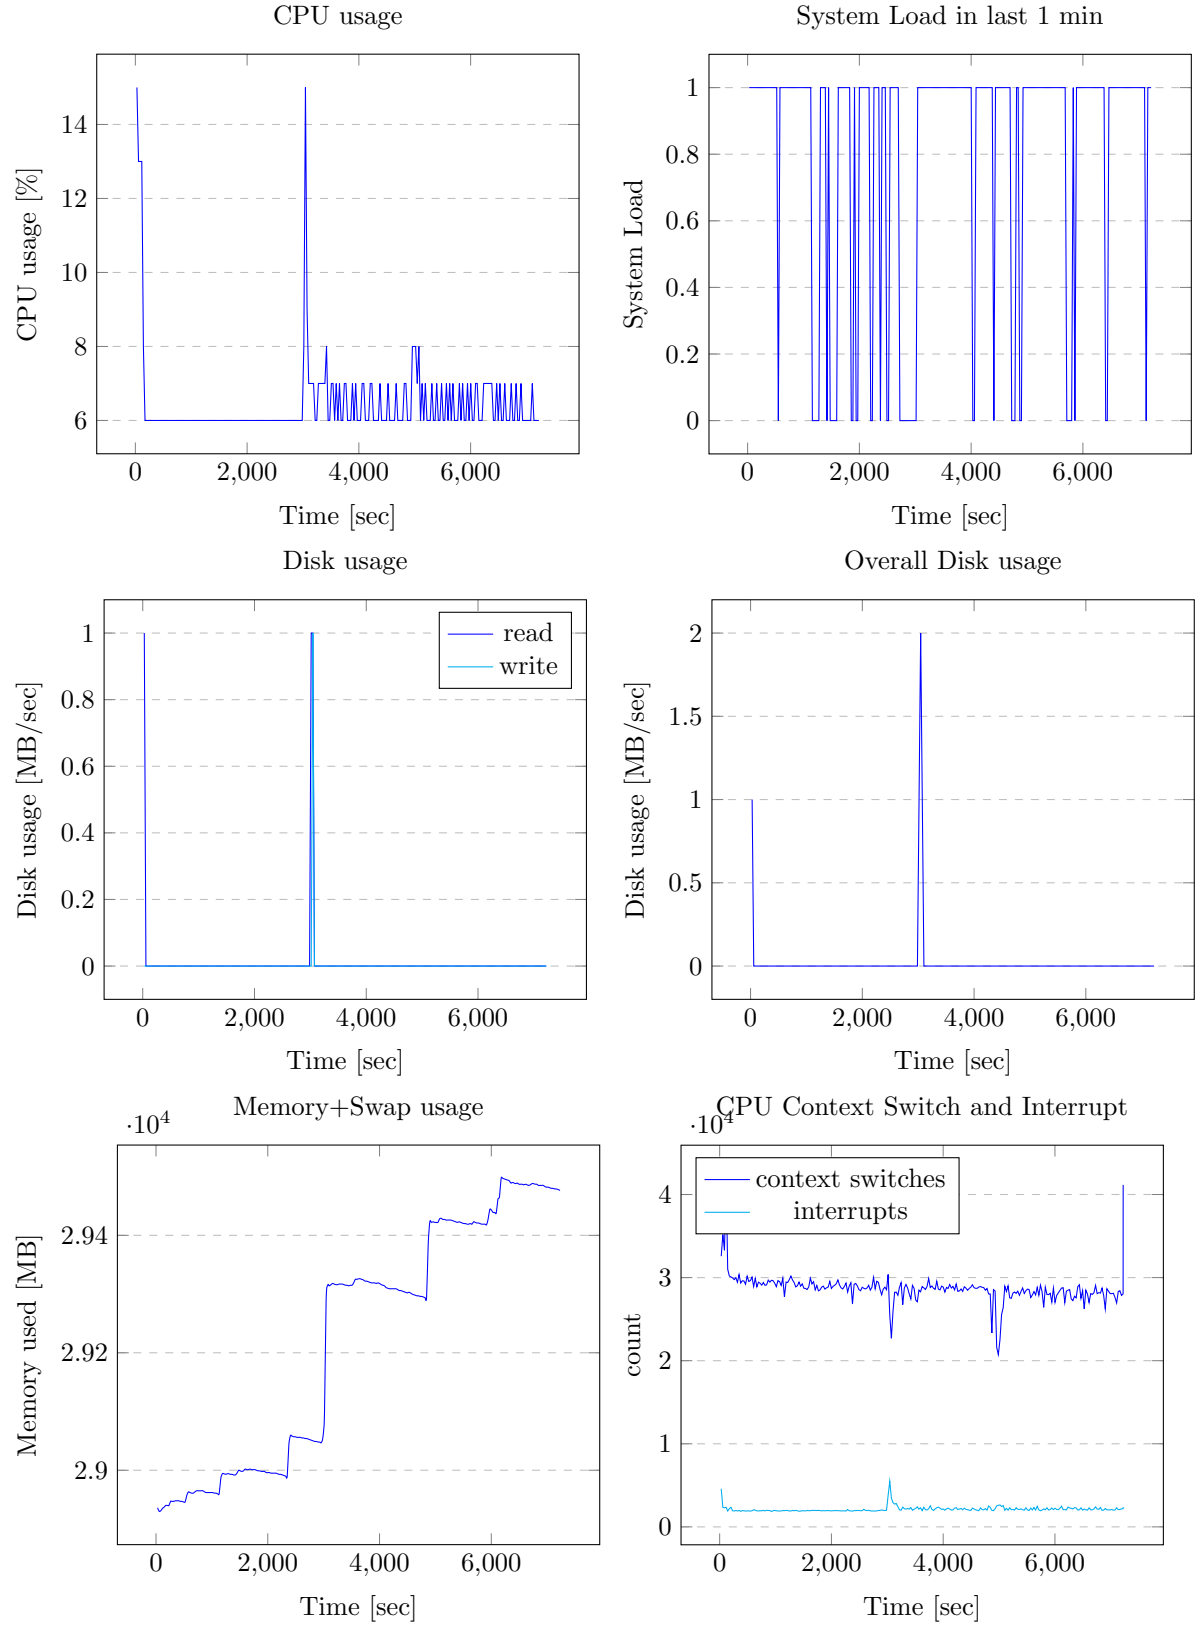 CPU usage
14
12
10
8
6
CPU usage [%]
0 2,000 4,000 6,000
Time [sec]
System Load in last 1 min
1
0.8
0.6
0.4
0.2
0
System Load
0 2,000 4,000 6,000
Time [sec]
Disk usage
read
write
1
0.8
0.6
0.4
0.2
0
Disk usage [MB/sec]
0 2,000 4,000 6,000
Time [sec]
Overall Disk usage
2
1.5
1
0.5
0
Disk usage [MB/sec]
0 2,000 4,000 6,000
Time [sec]
Memory+Swap usage
·10⁴
2.94
2.92
2.9
Memory used [MB]
0 2,000 4,000 6,000
Time [sec]
CPU Context Switch and Interrupt
·10⁴
context switches
interrupts
4
3
2
1
0
count
0 2,000 4,000 6,000
Time [sec]